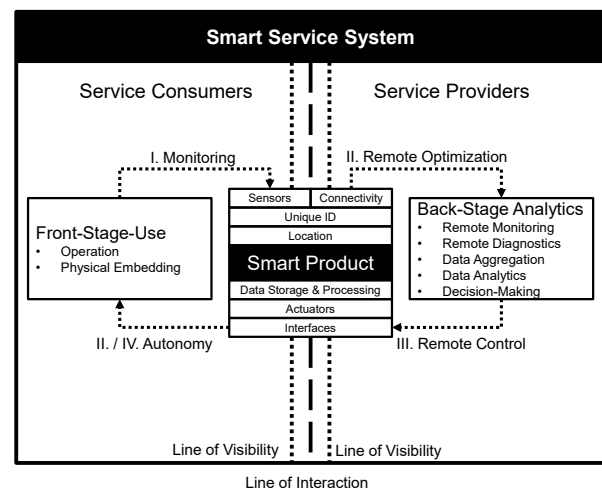 Smart Service System
Service Consumers
Service Providers
I. Monitoring
II. Remote Optimization
Sensors
Connectivity
Unique ID
Location
Smart Product
Data Storage & Processing
Actuators
Interfaces
Front-Stage-Use
• Operation
• Physical Embedding
Back-Stage Analytics
• Remote Monitoring
• Remote Diagnostics
• Data Aggregation
• Data Analytics
• Decision-Making
II. / IV. Autonomy
III. Remote Control
Line of Visibility
Line of Visibility
Line of Interaction